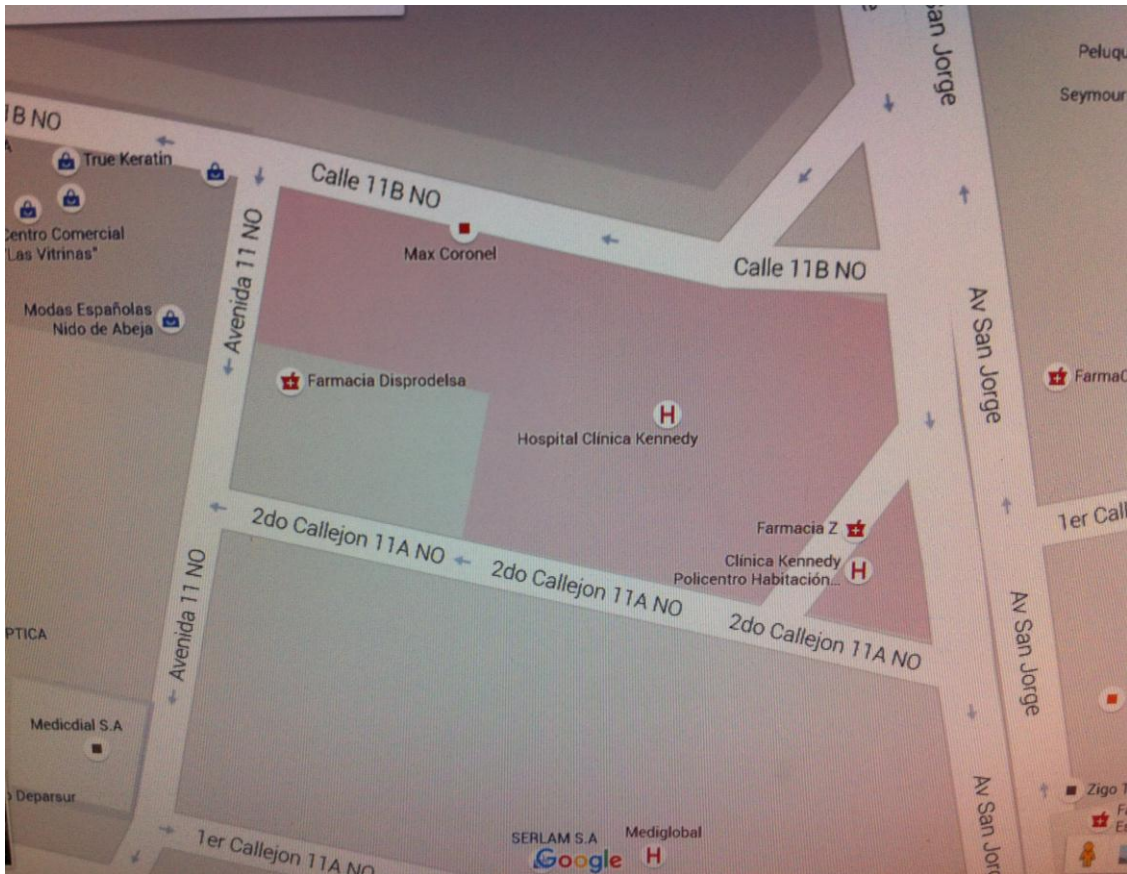 San Jorge
Peluqu
Seymour
1B NO
True Keratin
Calle 11B NO
Centro Comercial
"Las Vitrinas"
Max Coronel
Calle 11B NO
Avenida 11 NO
Modas Españolas
Nido de Abeja
Av San Jorge
Farmacia Disprodelsa
FarmaC
Hospital Clínica Kennedy
2do Callejon 11A NO
Farmacia Z
1er Call
Clínica Kennedy
Policentro Habitación...
2do Callejon 11A NO
2do Callejon 11A NO
Avenida 11 NO
Av San Jorge
PTICA
Medicdial S.A
Deparsur
Zigo T
Av San Jorg
1er Callejon 11A NO
SERLAM S.A
Mediglobal
Google
H
H
H